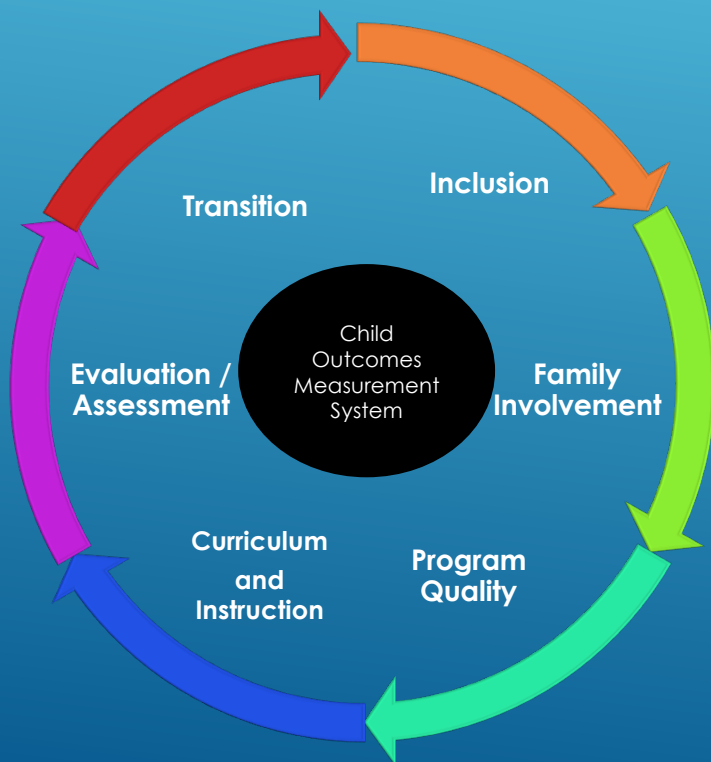 Transition
Inclusion
Child
Outcomes
Measurement
System
Evaluation /
Assessment
Family
Involvement
Curriculum
and
Instruction
Program
Quality